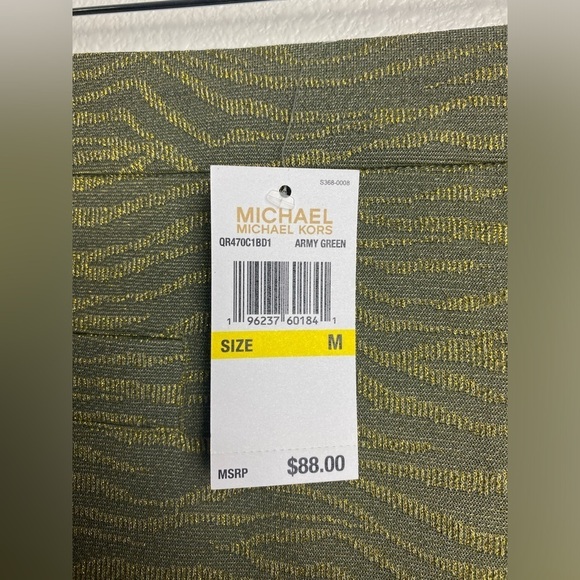 S368-0008
MICHAEL
MICHAEL KORS
QR470C1BD1 ARMY GREEN
1 96237 60184 1
SIZE M
MSRP $88.00